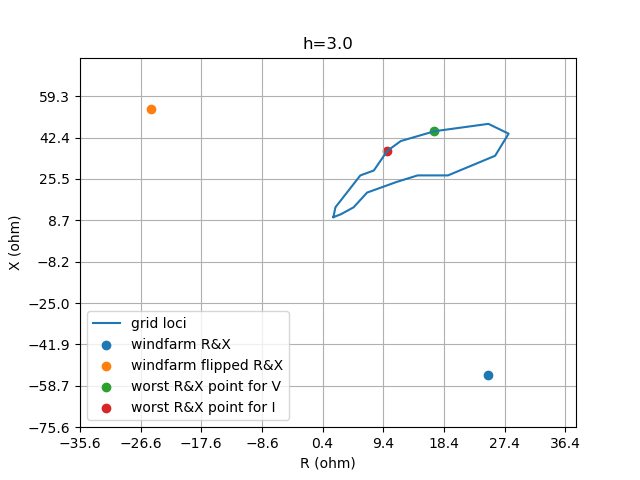 h=3.0
59.3
42.4
25.5
8.7
-8.2
-25.0
-41.9
-58.7
-75.6
X (ohm)
grid loci
windfarm R&X
windfarm flipped R&X
worst R&X point for V
worst R&X point for I
-35.6 -26.6 -17.6 -8.6 0.4 9.4 18.4 27.4 36.4
R (ohm)